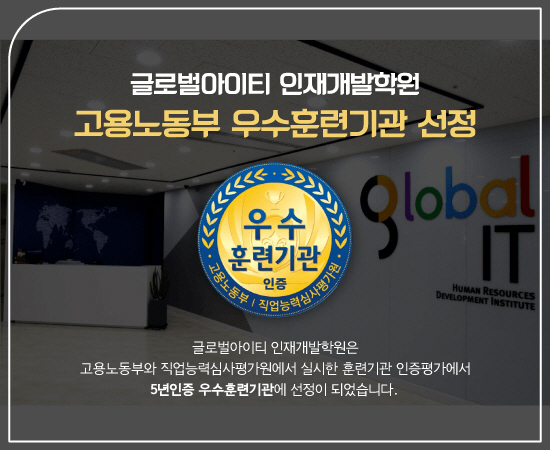 글로벌아이티 인재개발학원
고용노동부 우수훈련기관 선정
우수
훈련기관
인증
고용노동부 | 직업능력심사평가원
global
IT
HUMAN RESOURCES
DEVELOPMENT INSTITUTE
글로벌아이티 인재개발학원은
고용노동부와 직업능력심사평가원에서 실시한 훈련기관 인증평가에서
5년인증 우수훈련기관에 선정이 되었습니다.